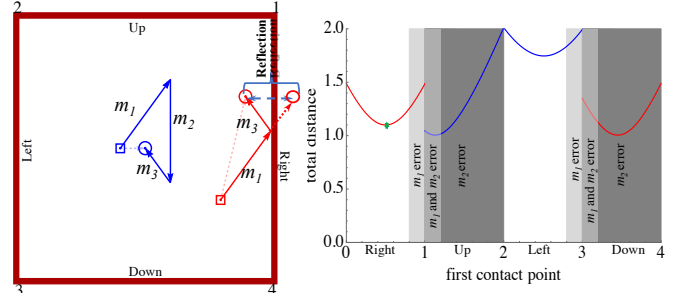 2
1
Up
Left
Right
Down
3
4
Reflection
m1
m2
m3
m3
m1
total distance
2.0
1.5
1.0
0.5
0.0
m1 error
m1 and m2 error
m2 error
m1 error
m1 and m2 error
m2 error
0
1
2
3
4
Right
Up
Left
Down
first contact point